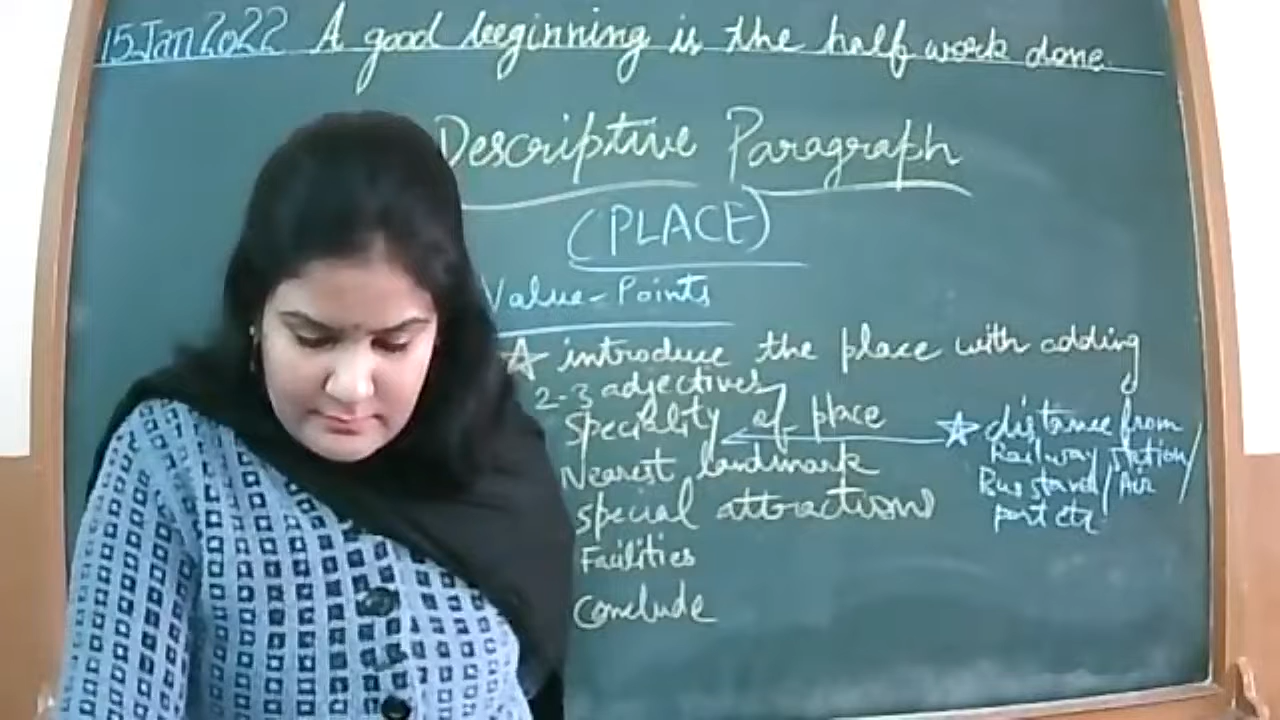 15 Jan 2022 A good beginning is the half work done.
Descriptive Paragraph
(PLACE)
Value-Points
☆ introduce the place with adding
2-3 adjectives
Speciality of place
Nearest landmark
special attractions
Facilities
Conclude
☆ distance from
Railway station/
Bus stand/Air
port etc